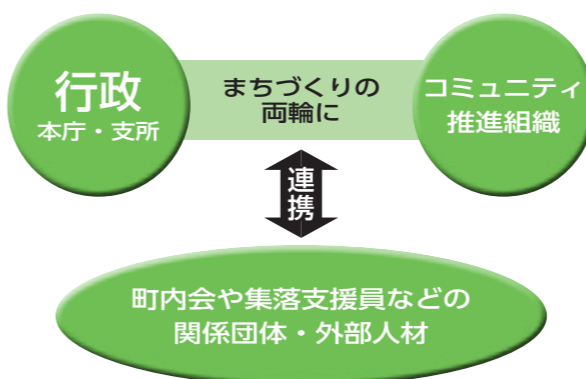 行政
本庁・支所
まちづくりの
両輪に
コミュニティ
推進組織
連携
町内会や集落支援員などの
関係団体・外部人材